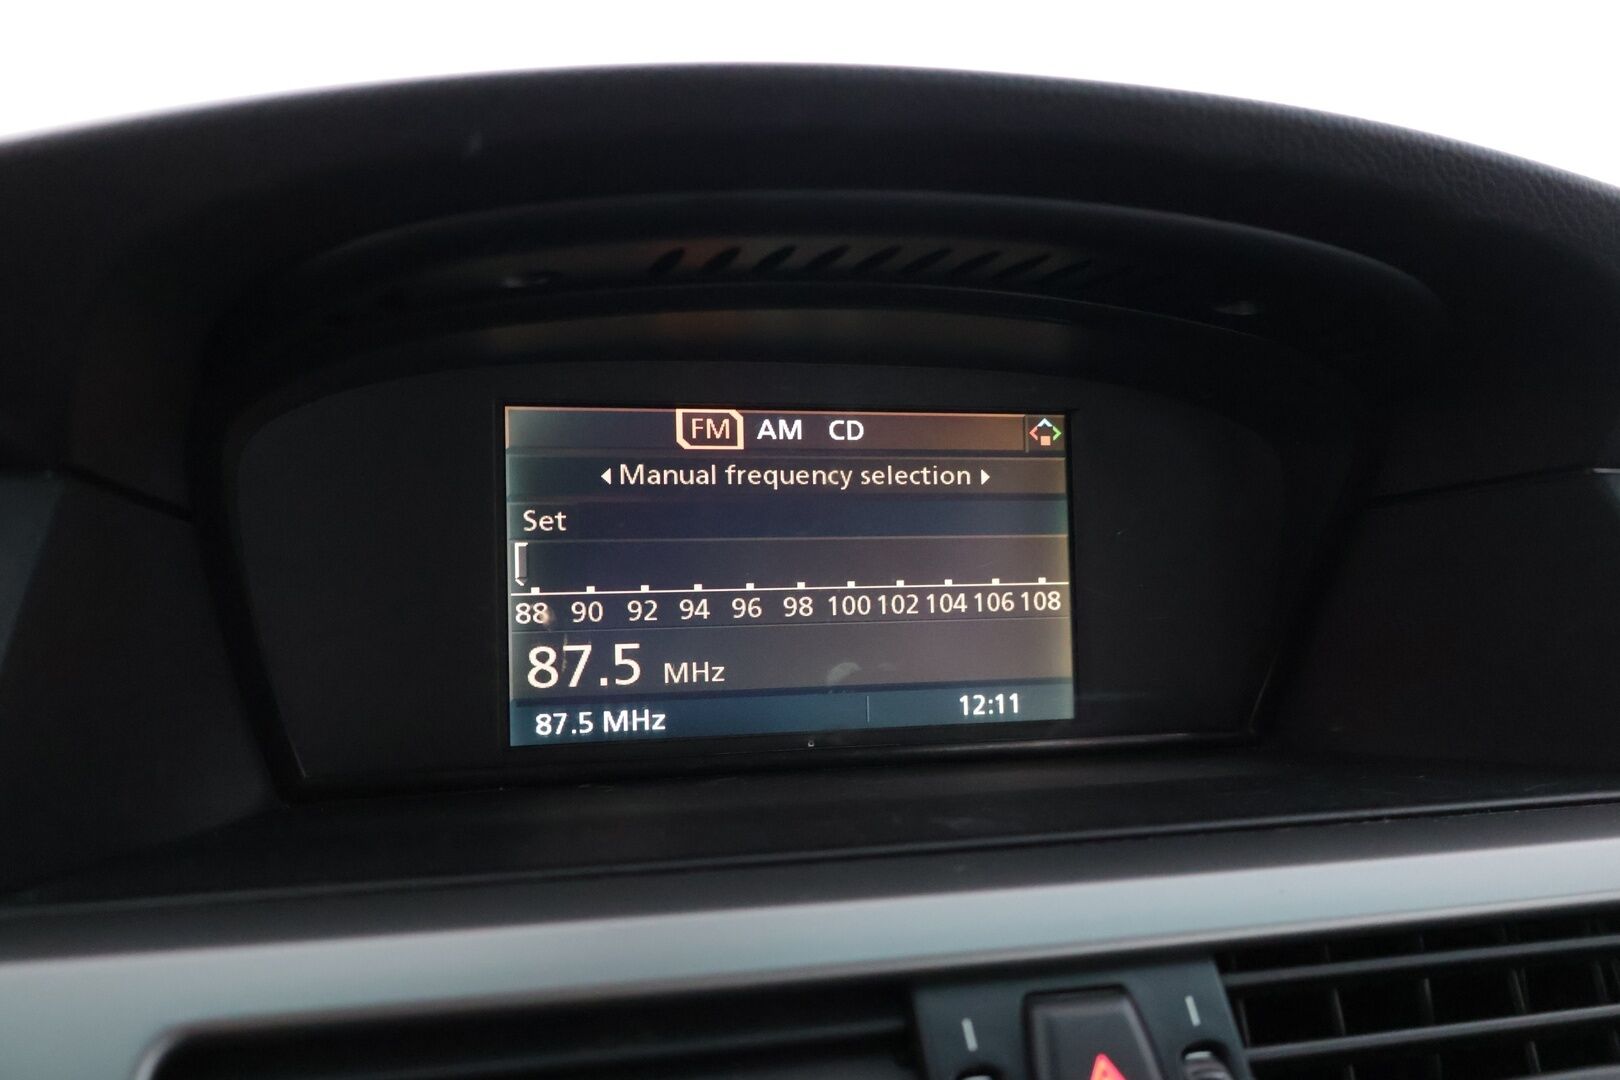 FM AM CD
Manual frequency selection
Set
88 90 92 94 96 98 100 102 104 106 108
87.5 MHz
87.5 MHz 12:11